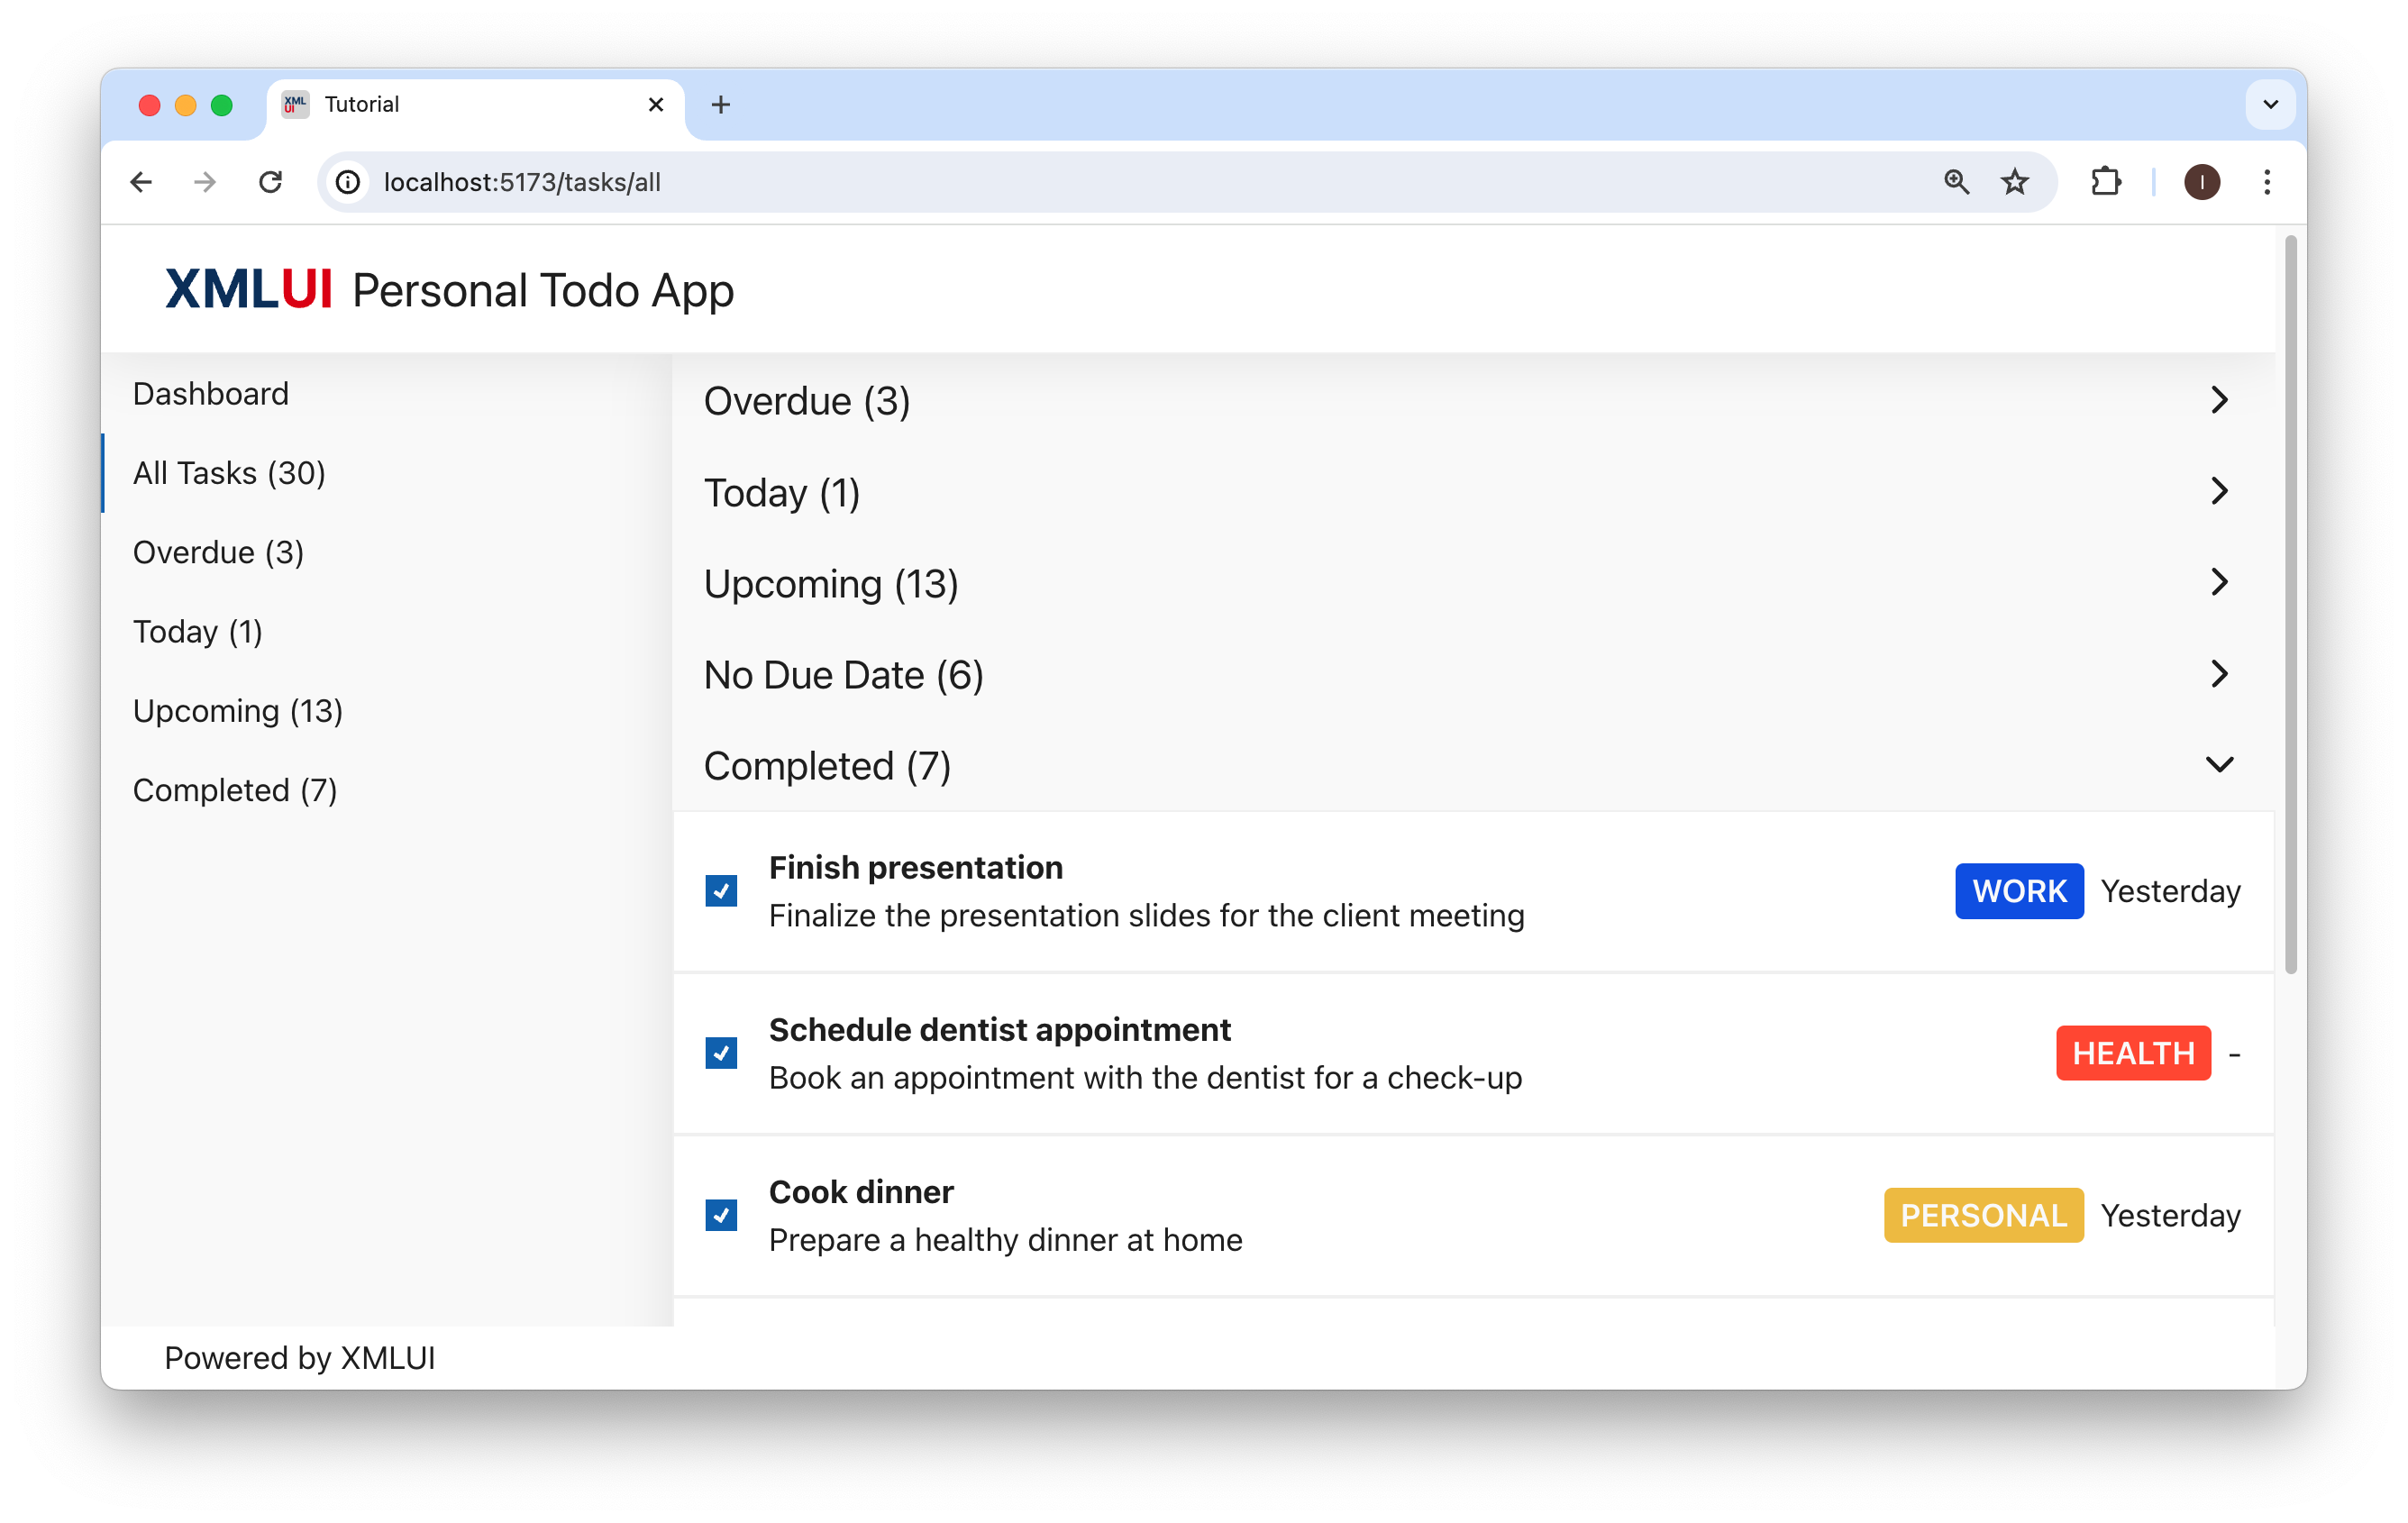 XML
UI
Tutorial
localhost:5173/tasks/all
I
XMLUI Personal Todo App
Dashboard
All Tasks (30)
Overdue (3)
Today (1)
Upcoming (13)
Completed (7)
Overdue (3)
Today (1)
Upcoming (13)
No Due Date (6)
Completed (7)
Finish presentation
Finalize the presentation slides for the client meeting
WORK Yesterday
Schedule dentist appointment
Book an appointment with the dentist for a check-up
HEALTH -
Cook dinner
Prepare a healthy dinner at home
PERSONAL Yesterday
Powered by XMLUI